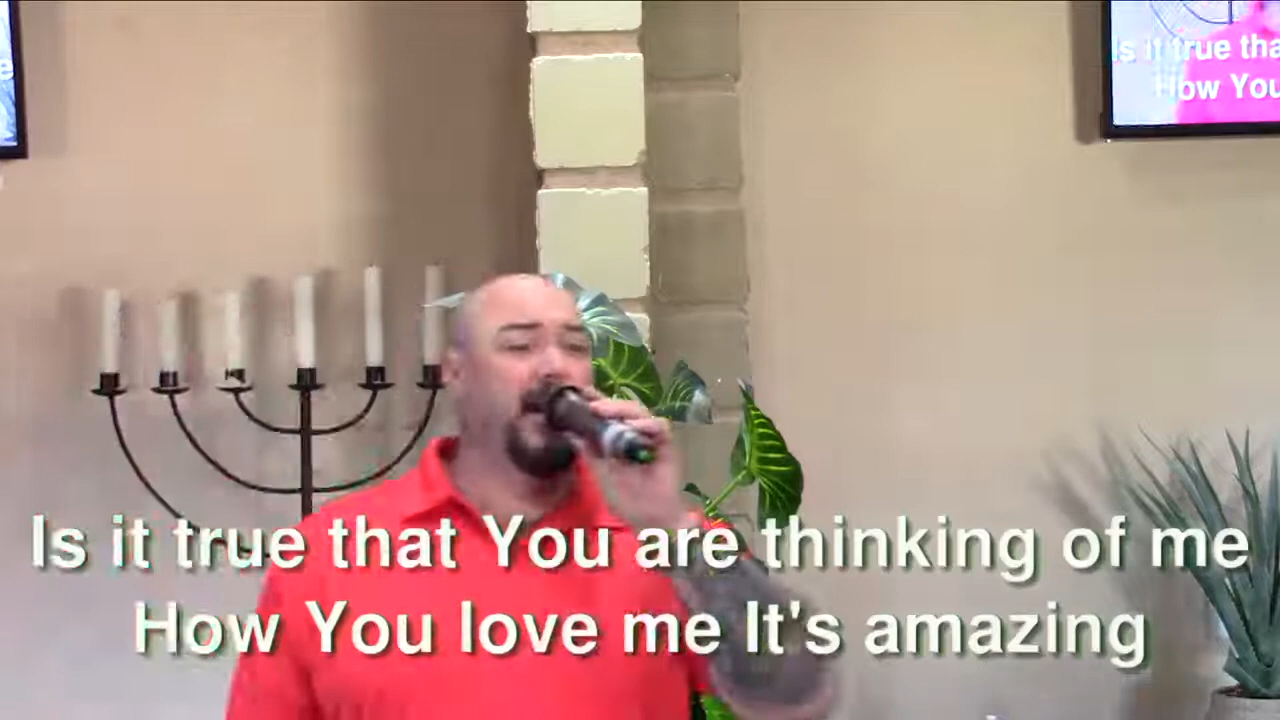 Is it true tha
How You
Is it true that You are thinking of me
How You love me It's amazing